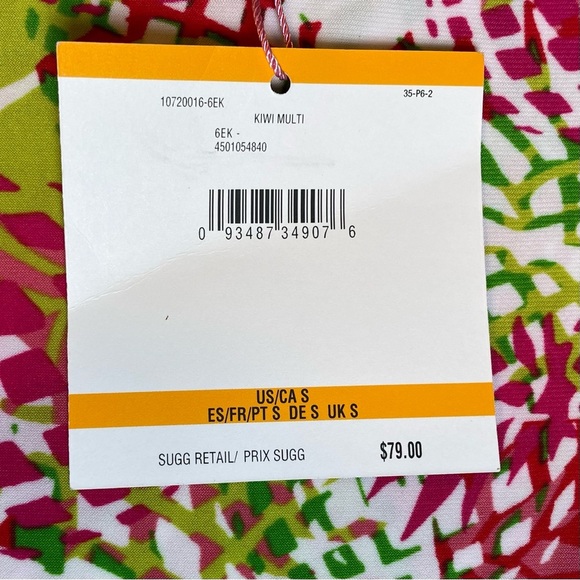 35-P6-2
10720016-6EK
KIWI MULTI
6EK -
4501054840
0 93487 34907 6
US/CA S
ES/FR/PT S DE S UK S
SUGG RETAIL/ PRIX SUGG $79.00